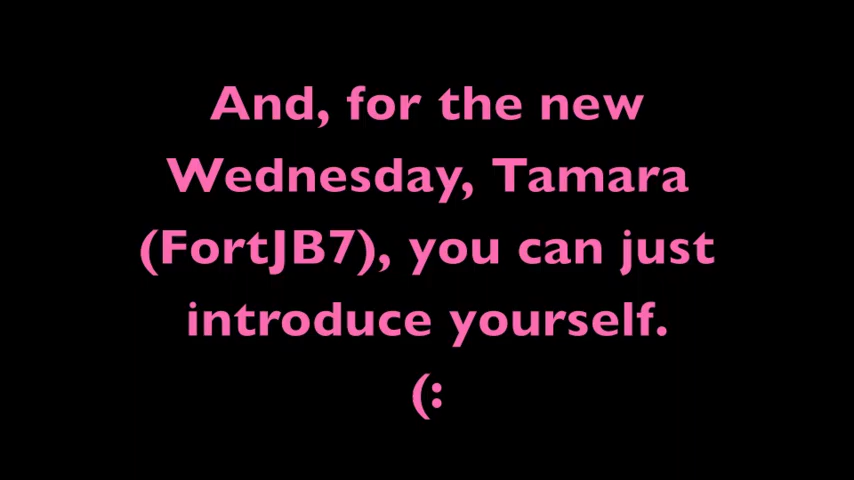 And, for the new
Wednesday, Tamara
(FortJB7), you can just
introduce yourself.
(: